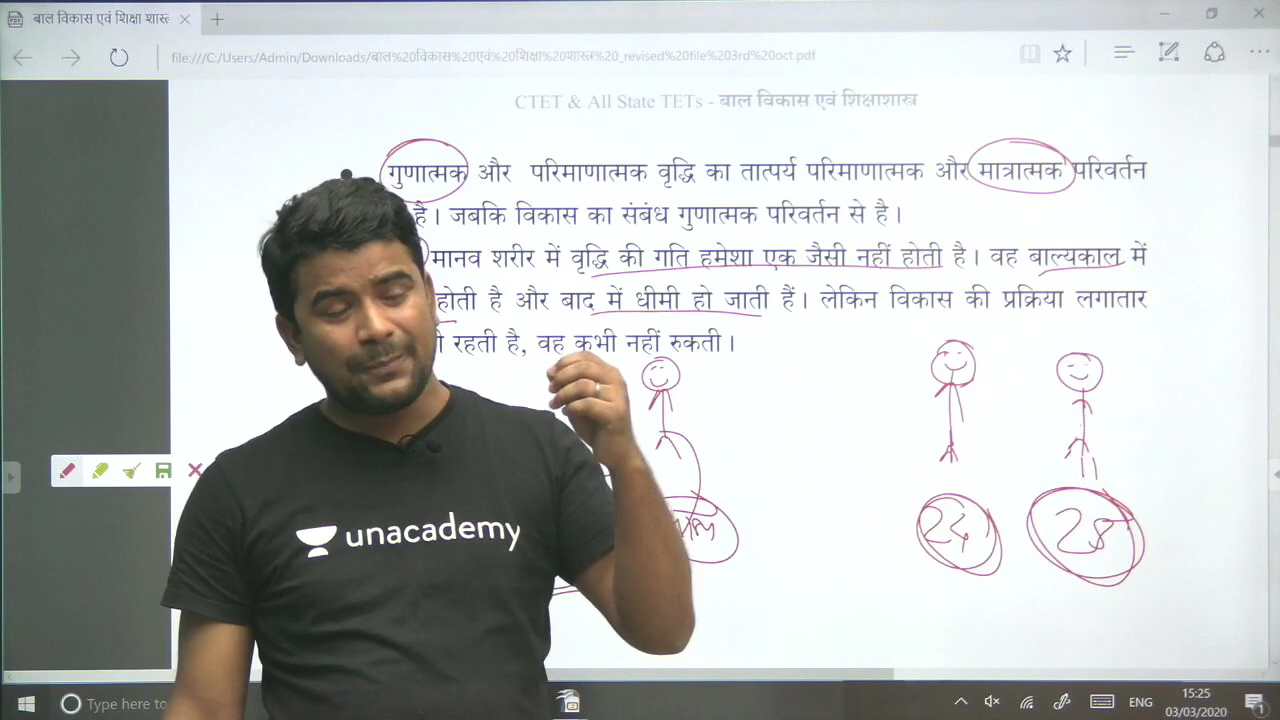 बाल विकास एवं शिक्षा शास्त्
file:///C:/Users/Admin/Downloads/बाल%20विकास%20एवं%20शिक्षा%20शास्त्र%20_revised%20file%203rd%20oct.pdf
CTET & All State TETs - बाल विकास एवं शिक्षाशास्त्र
गुणात्मक और परिमाणात्मक वृद्धि का तात्पर्य परिमाणात्मक और मात्रात्मक परिवर्तन
है। जबकि विकास का संबंध गुणात्मक परिवर्तन से है।
मानव शरीर में वृद्धि की गति हमेशा एक जैसी नहीं होती है। वह बाल्यकाल में
होती है और बाद में धीमी हो जाती हैं। लेकिन विकास की प्रक्रिया लगातार
रहती है, वह कभी नहीं रुकती।
24 25
unacademy
Type here to
ENG
15:25
03/03/2020
1